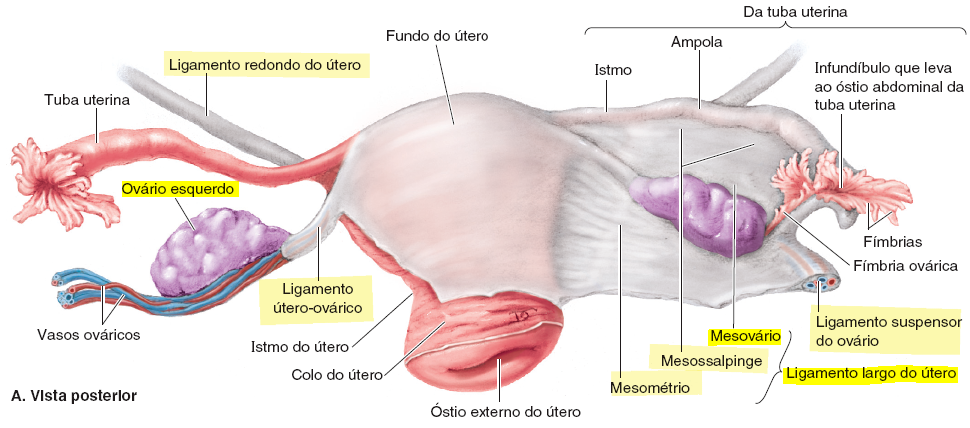 Da tuba uterina
Fundo do útero
Ampola
Ligamento redondo do útero
Istmo
Infundíbulo que leva
ao óstio abdominal da
tuba uterina
Tuba uterina
Ovário esquerdo
Fímbrias
Fímbria ovárica
Ligamento
útero-ovárico
Vasos ováricos
Ligamento suspensor
do ovário
Mesovário
Istmo do útero
Mesossalpinge
Colo do útero
Ligamento largo do útero
Mesométrio
A. Vista posterior
Óstio externo do útero